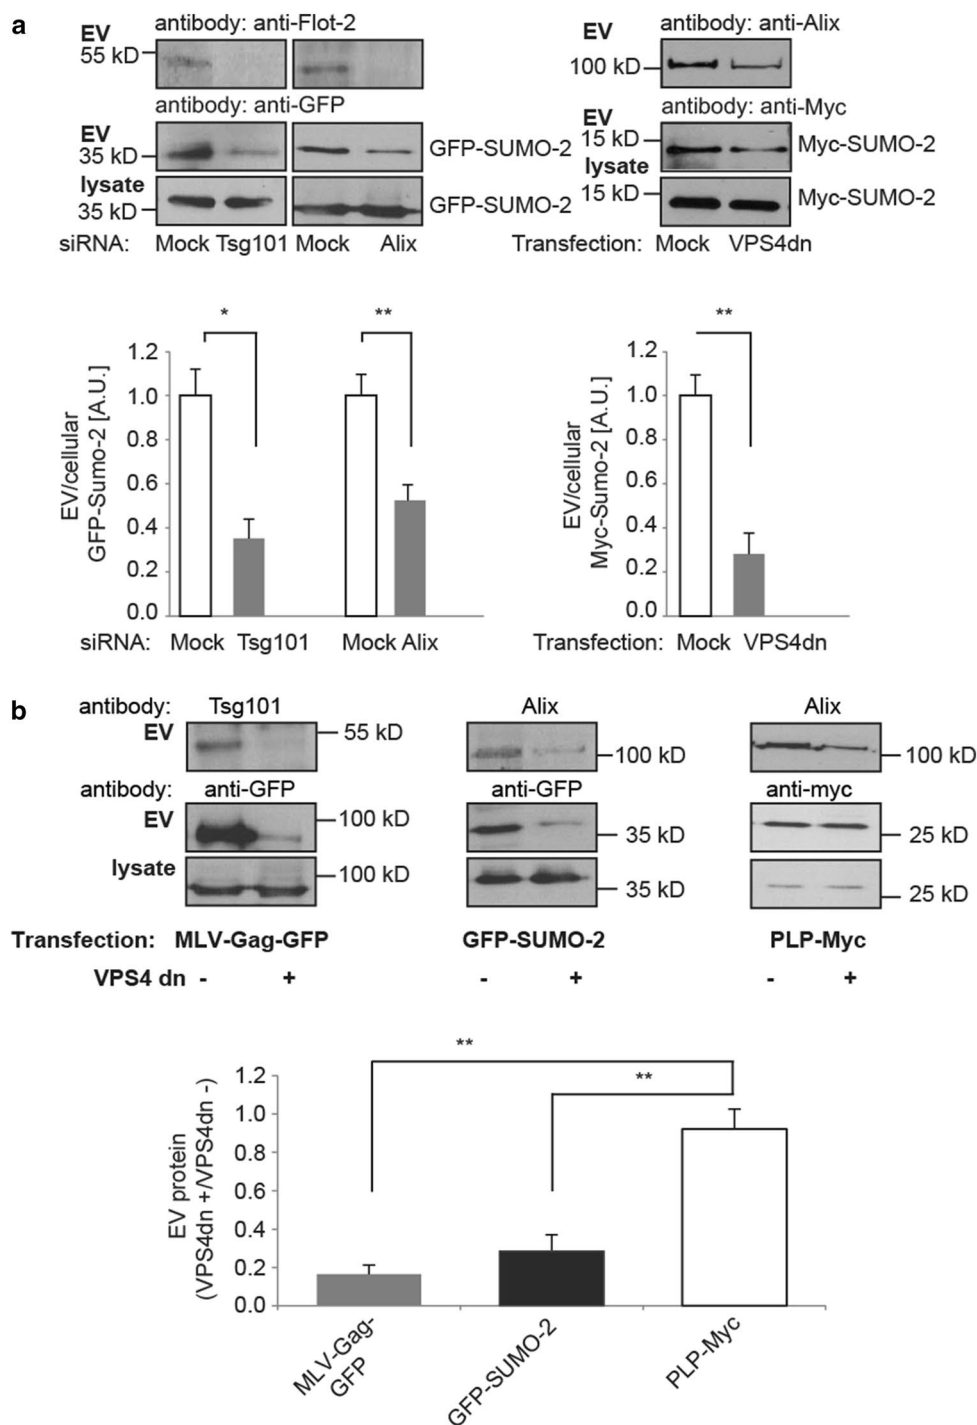 a
EV
antibody: anti-Flot-2
55 kD
antibody: anti-GFP
EV
35 kD
GFP-SUMO-2
lysate
35 kD
GFP-SUMO-2
siRNA: Mock Tsg101 Mock Alix
EV
antibody: anti-Alix
100 kD
antibody: anti-Myc
EV
15 kD
Myc-SUMO-2
lysate
15 kD
Myc-SUMO-2
Transfection: Mock VPS4dn
* **
EV/cellular
GFP-Sumo-2 [A.U.]
1.2
1.0
0.8
0.6
0.4
0.2
0.0
siRNA: Mock Tsg101 Mock Alix
**
EV/cellular
Myc-Sumo-2 [A.U.]
1.2
1.0
0.8
0.6
0.4
0.2
0.0
Transfection: Mock VPS4dn
b
antibody: Tsg101 Alix Alix
EV 55 kD 100 kD 100 kD
antibody: anti-GFP anti-GFP anti-myc
EV 100 kD 35 kD 25 kD
lysate 100 kD 35 kD 25 kD
Transfection: MLV-Gag-GFP GFP-SUMO-2 PLP-Myc
VPS4 dn - + - + - +
**
**
EV protein
(VPS4dn +/VPS4dn -)
1.2
1.0
0.8
0.6
0.4
0.2
0.0
MLV-Gag-
GFP
GFP-SUMO-2
PLP-Myc